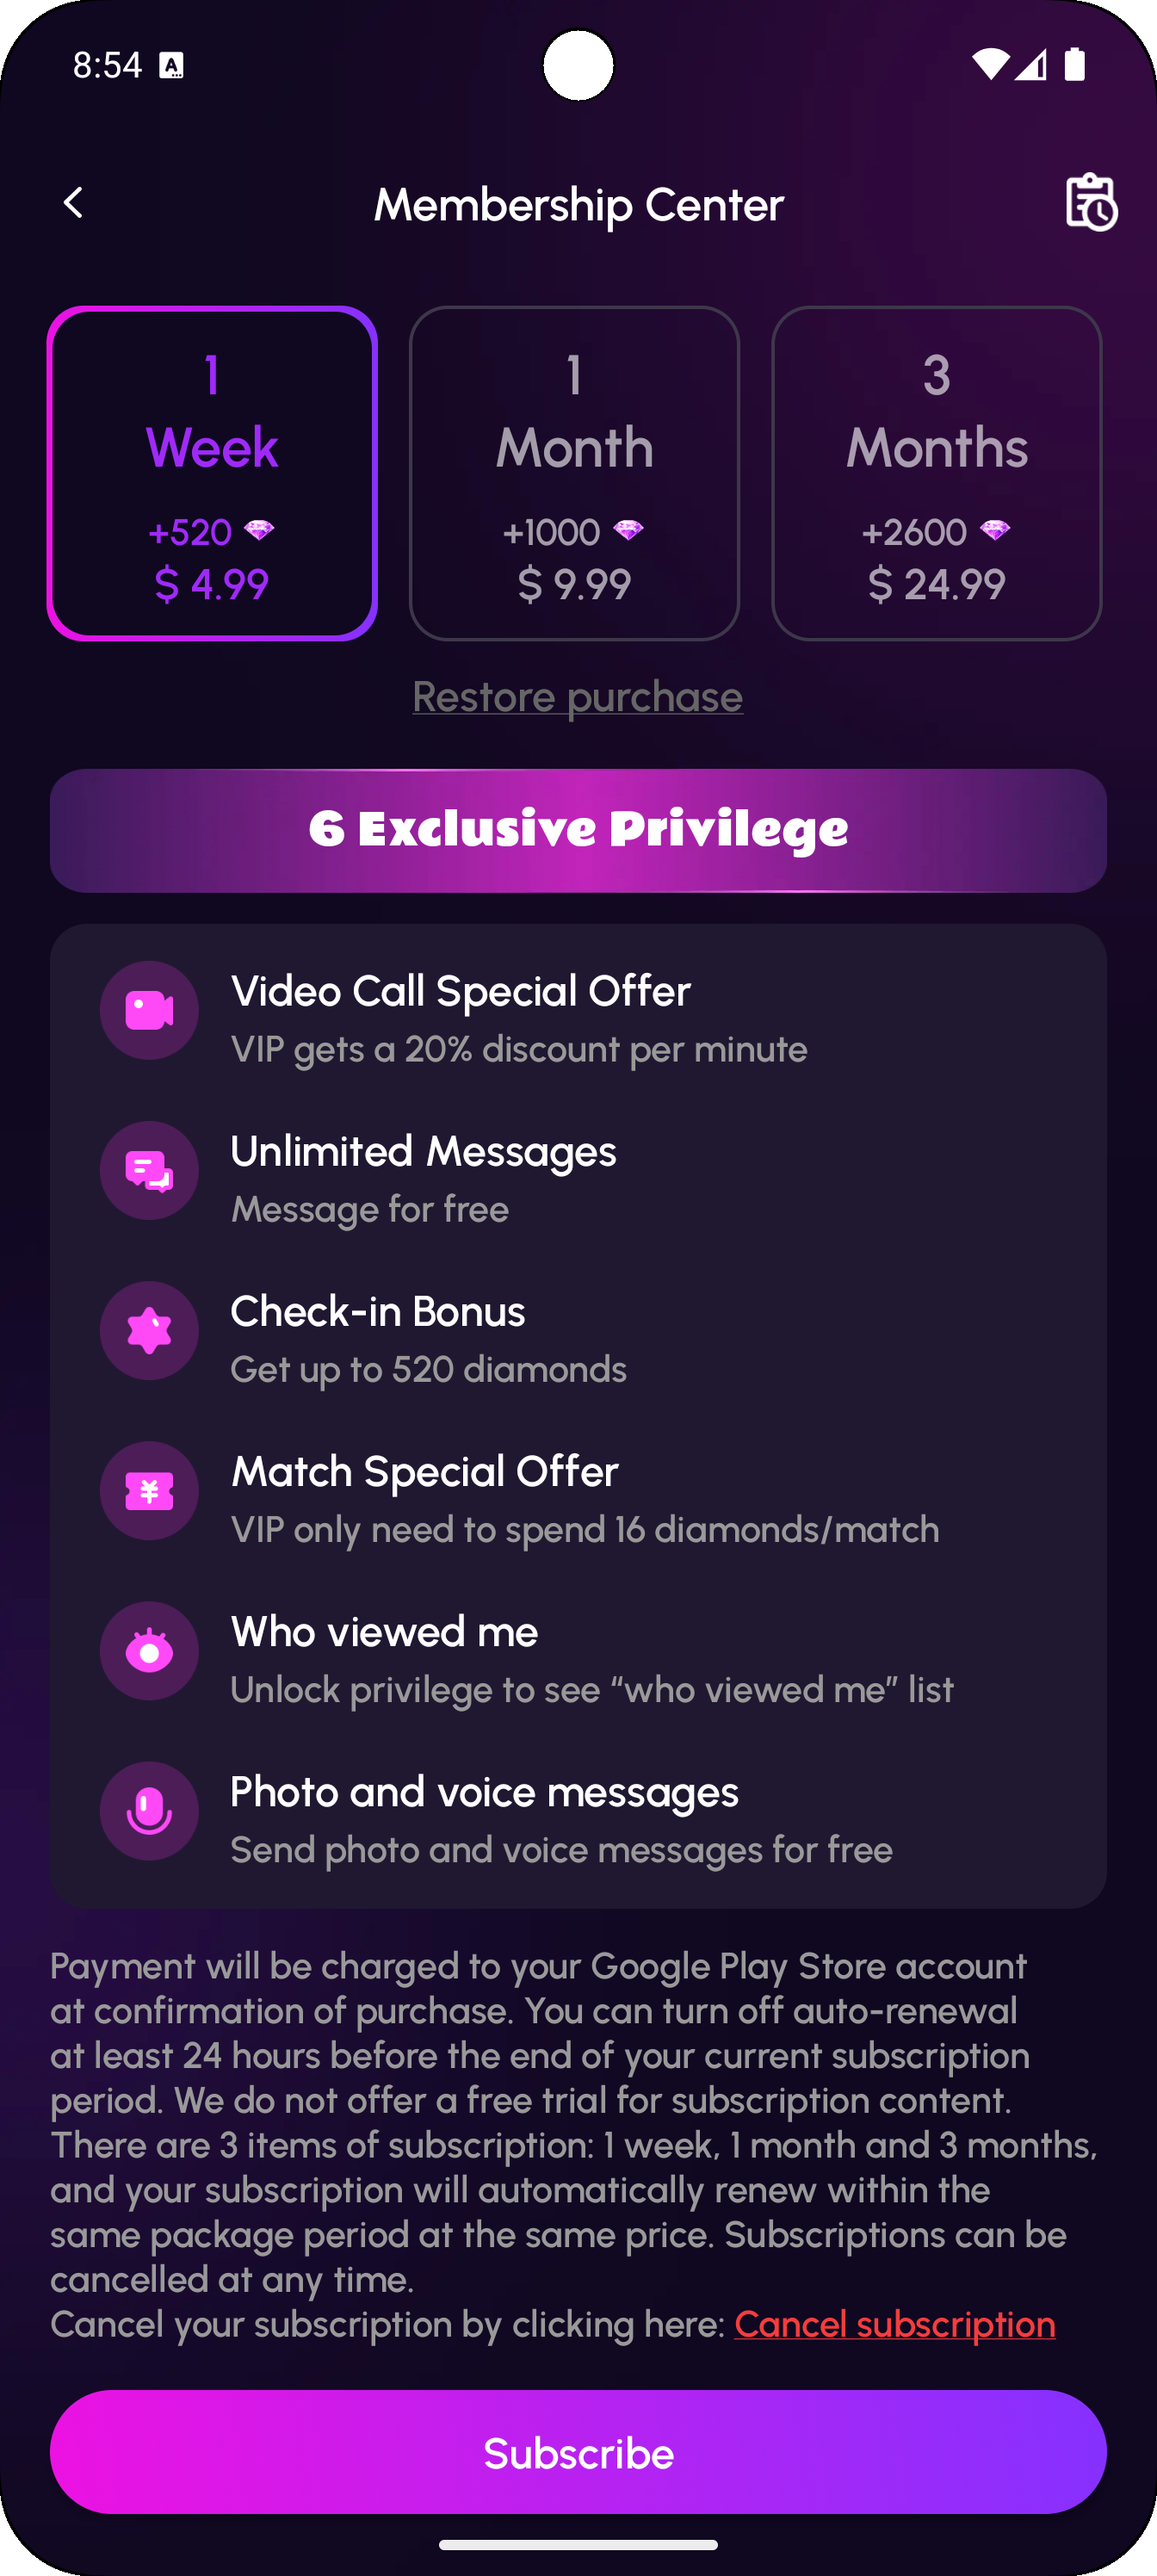 8:54
Membership Center
1
Week
+520
$ 4.99
1
Month
+1000
$ 9.99
3
Months
+2600
$ 24.99
Restore purchase
6 Exclusive Privilege
Video Call Special Offer
VIP gets a 20% discount per minute
Unlimited Messages
Message for free
Check-in Bonus
Get up to 520 diamonds
¥
Match Special Offer
VIP only need to spend 16 diamonds/match
Who viewed me
Unlock privilege to see “who viewed me” list
Photo and voice messages
Send photo and voice messages for free
Payment will be charged to your Google Play Store account
at confirmation of purchase. You can turn off auto-renewal
at least 24 hours before the end of your current subscription
period. We do not offer a free trial for subscription content.
There are 3 items of subscription: 1 week, 1 month and 3 months,
and your subscription will automatically renew within the
same package period at the same price. Subscriptions can be
cancelled at any time.
Cancel your subscription by clicking here: Cancel subscription
Subscribe